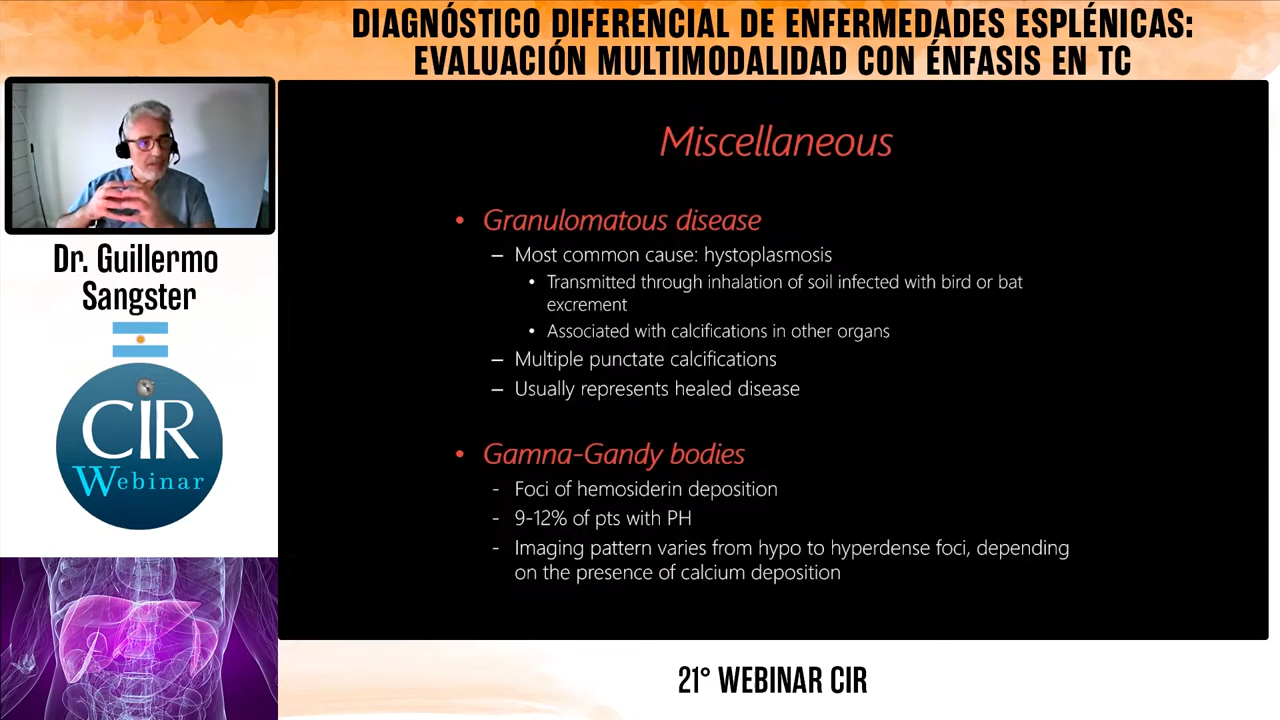 DIAGNÓSTICO DIFERENCIAL DE ENFERMEDADES ESPLÉNICAS:
EVALUACIÓN MULTIMODALIDAD CON ÉNFASIS EN TC
Dr. Guillermo
Sangster
CIR
Webinar
Miscellaneous
• Granulomatous disease
– Most common cause: hystoplasmosis
• Transmitted through inhalation of soil infected with bird or bat
excrement
• Associated with calcifications in other organs
– Multiple punctate calcifications
– Usually represents healed disease
• Gamna-Gandy bodies
- Foci of hemosiderin deposition
- 9-12% of pts with PH
- Imaging pattern varies from hypo to hyperdense foci, depending
on the presence of calcium deposition
21° WEBINAR CIR